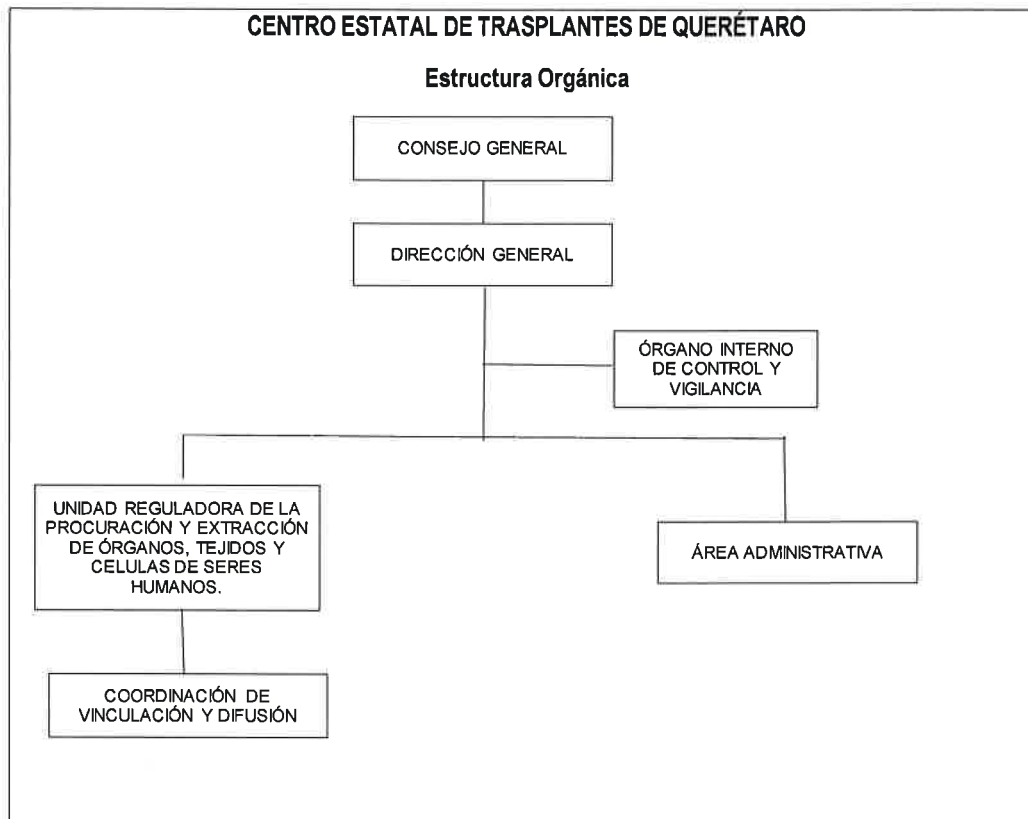 CENTRO ESTATAL DE TRASPLANTES DE QUERÉTARO
Estructura Orgánica
CONSEJO GENERAL
DIRECCIÓN GENERAL
ÓRGANO INTERNO
DE CONTROL Y
VIGILANCIA
UNIDAD REGULADORA DE LA
PROCURACIÓN Y EXTRACCIÓN
DE ÓRGANOS, TEJIDOS Y
CELULAS DE SERES
HUMANOS.
ÁREA ADMINISTRATIVA
COORDINACIÓN DE
VINCULACIÓN Y DIFUSIÓN